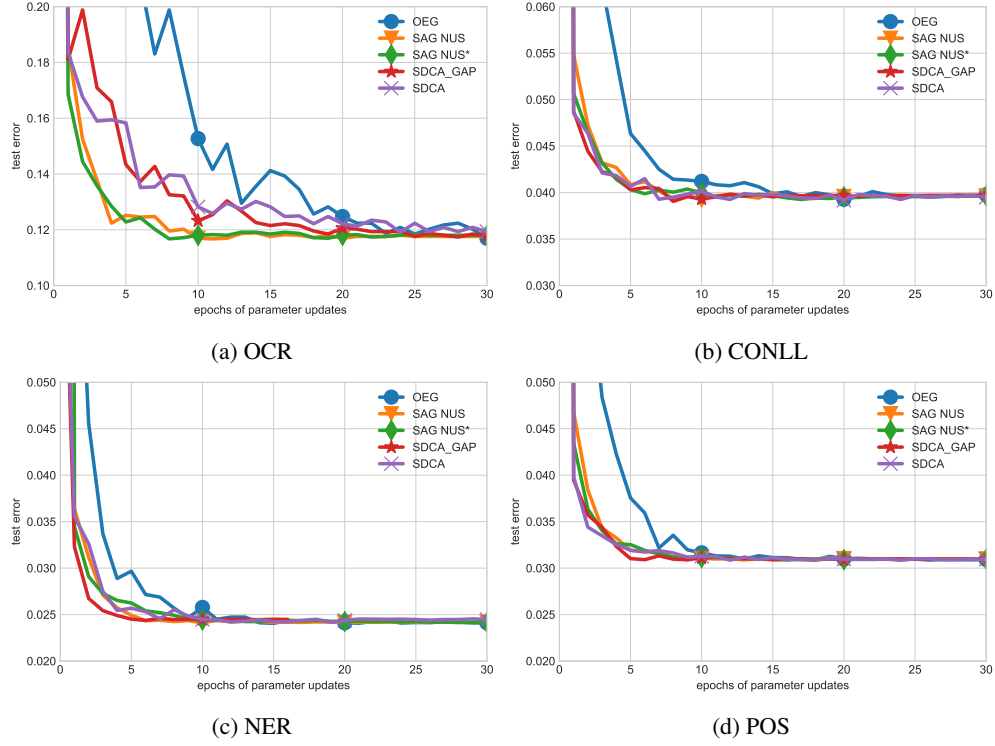 0.20
0.18
0.16
0.14
0.12
0.10
test error
0 5 10 15 20 25 30
epochs of parameter updates
OEG
SAG NUS
SAG NUS*
SDCA_GAP
SDCA
(a) OCR
0.060
0.055
0.050
0.045
0.040
0.035
0.030
test error
0 5 10 15 20 25 30
epochs of parameter updates
OEG
SAG NUS
SAG NUS*
SDCA_GAP
SDCA
(b) CONLL
0.050
0.045
0.040
0.035
0.030
0.025
0.020
test error
0 5 10 15 20 25 30
epochs of parameter updates
OEG
SAG NUS
SAG NUS*
SDCA_GAP
SDCA
(c) NER
0.050
0.045
0.040
0.035
0.030
0.025
0.020
test error
0 5 10 15 20 25 30
epochs of parameter updates
OEG
SAG NUS
SAG NUS*
SDCA_GAP
SDCA
(d) POS